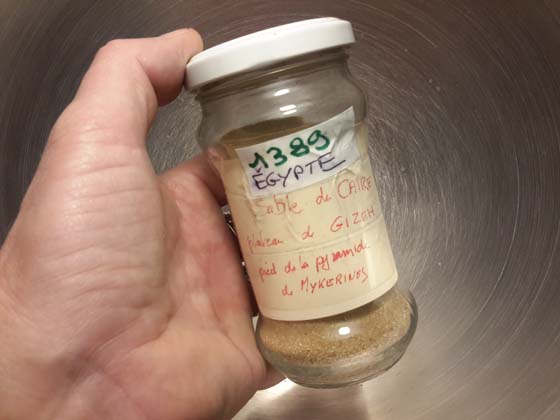 1389
ÉGYPTE
Sable de CAIRE
plateau de GIZEH
pied de la pyramide
de MYKERINOS